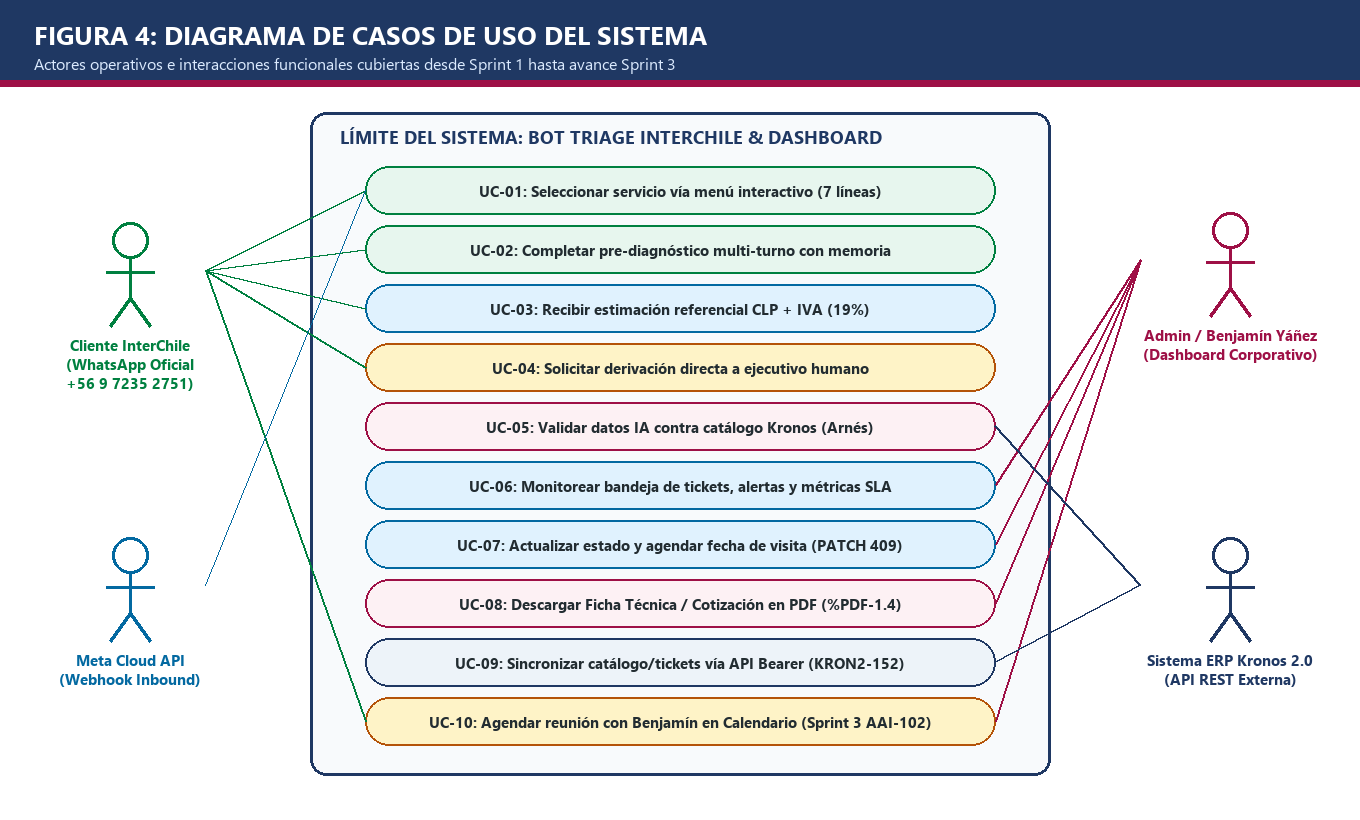 FIGURA 4: DIAGRAMA DE CASOS DE USO DEL SISTEMA
Actores operativos e interacciones funcionales cubiertas desde Sprint 1 hasta avance Sprint 3
LÍMITE DEL SISTEMA: BOT TRIAGE INTERCHILE & DASHBOARD
UC-01: Seleccionar servicio vía menú interactivo (7 líneas)
UC-02: Completar pre-diagnóstico multi-turno con memoria
UC-03: Recibir estimación referencial CLP + IVA (19%)
UC-04: Solicitar derivación directa a ejecutivo humano
UC-05: Validar datos IA contra catálogo Kronos (Arnés)
UC-06: Monitorear bandeja de tickets, alertas y métricas SLA
UC-07: Actualizar estado y agendar fecha de visita (PATCH 409)
UC-08: Descargar Ficha Técnica / Cotización en PDF (%PDF-1.4)
UC-09: Sincronizar catálogo/tickets vía API Bearer (KRON2-152)
UC-10: Agendar reunión con Benjamín en Calendario (Sprint 3 AAI-102)
Cliente InterChile
(WhatsApp Oficial
+56 9 7235 2751)
Meta Cloud API
(Webhook Inbound)
Admin / Benjamín Yáñez
(Dashboard Corporativo)
Sistema ERP Kronos 2.0
(API REST Externa)